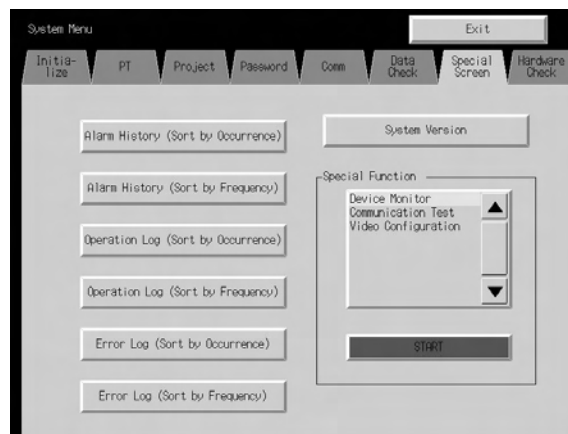 System Menu
Exit
Initia-
lize
PT
Project
Password
Comm
Data
Check
Special
Screen
Hardware
Check
Alarm History (Sort by Occurrence)
Alarm History (Sort by Frequency)
Operation Log (Sort by Occurrence)
Operation Log (Sort by Frequency)
Error Log (Sort by Occurrence)
Error Log (Sort by Frequency)
System Version
Special Function
Device Monitor
Communication Test
Video Configuration
START